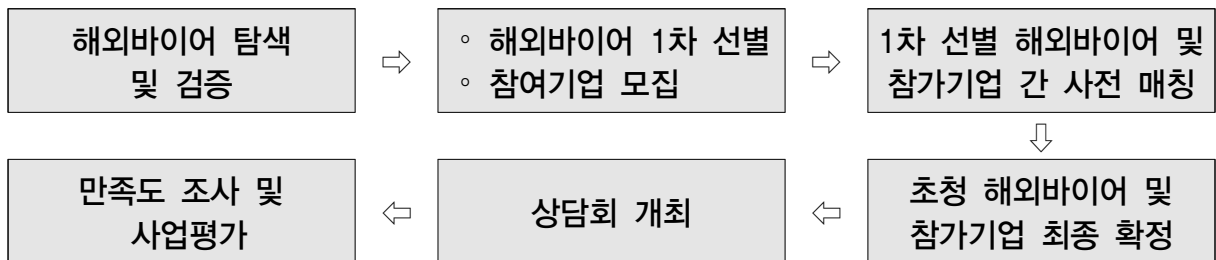 해외바이어 탐색
및 검증
⇨
◦ 해외바이어 1차 선별
◦ 참여기업 모집
⇨
1차 선별 해외바이어 및
참가기업 간 사전 매칭
⇩
초청 해외바이어 및
참가기업 최종 확정
⇦
상담회 개최
⇦
만족도 조사 및
사업평가